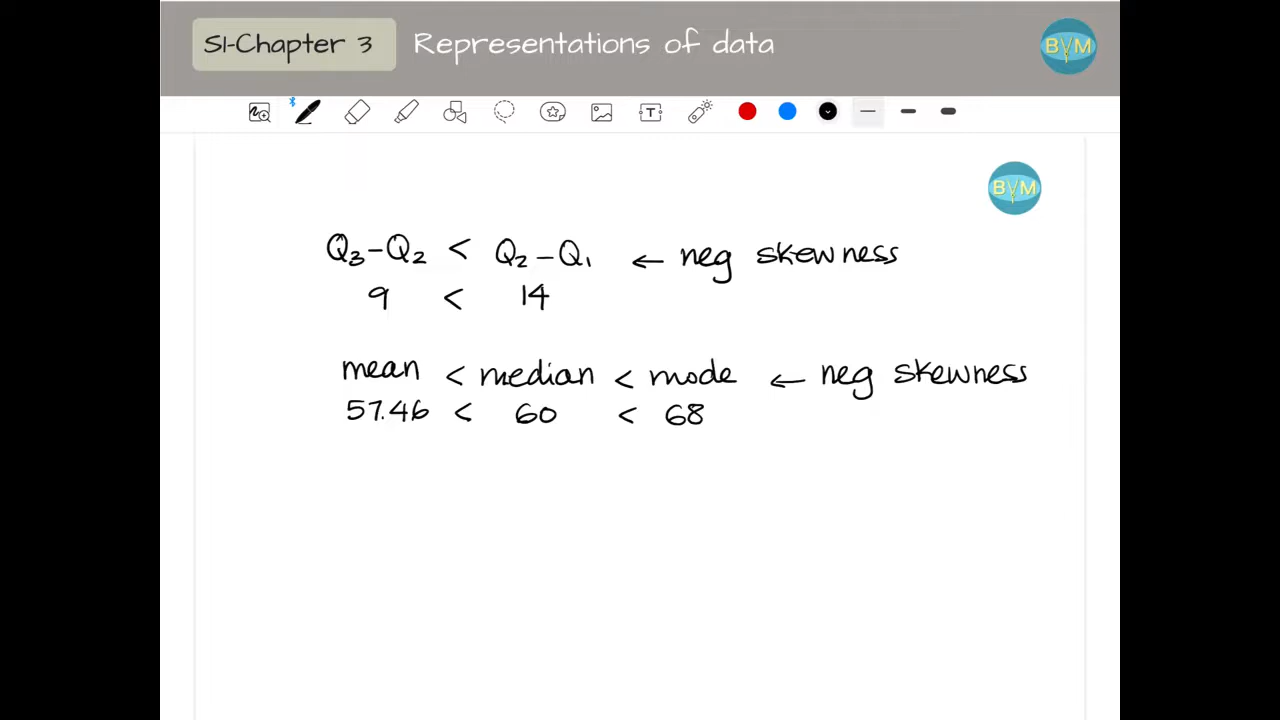 S1-Chapter 3 Representations of data BVM
T
BVM
Q₃-Q₂ < Q₂-Q₁ ← neg skewness
9 < 14
mean < median < mode ← neg skewness
57.46 < 60 < 68